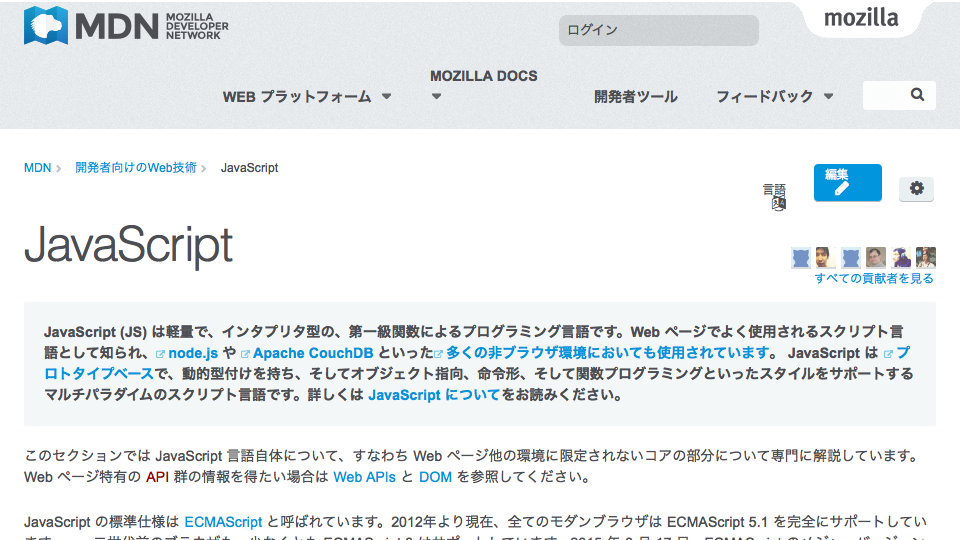 MDN MOZILLA
DEVELOPER
NETWORK
ログイン
mozilla
MOZILLA DOCS
WEB プラットフォーム
開発者ツール
フィードバック
MDN 開発者向けのWeb技術 JavaScript
編集
言語
JavaScript
すべての貢献者を見る
JavaScript (JS) は軽量で、インタプリタ型の、第一級関数によるプログラミング言語です。Web ページでよく使用されるスクリプト言
語として知られ、 node.js や Apache CouchDB といった 多くの非ブラウザ環境においても使用されています。 JavaScript は プ
ロトタイプベースで、動的型付けを持ち、そしてオブジェクト指向、命令形、そして関数プログラミングといったスタイルをサポートする
マルチパラダイムのスクリプト言語です。詳しくは JavaScript についてをお読みください。
このセクションでは JavaScript 言語自体について、すなわち Web ページ他の環境に限定されないコアの部分について専門に解説しています。
Web ページ特有の API 群の情報を得たい場合は Web APIs と DOM を参照してください。
JavaScript の標準仕様は ECMAScript と呼ばれています。2012年より現在、全てのモダンブラウザは ECMAScript 5.1 を完全にサポートしてい